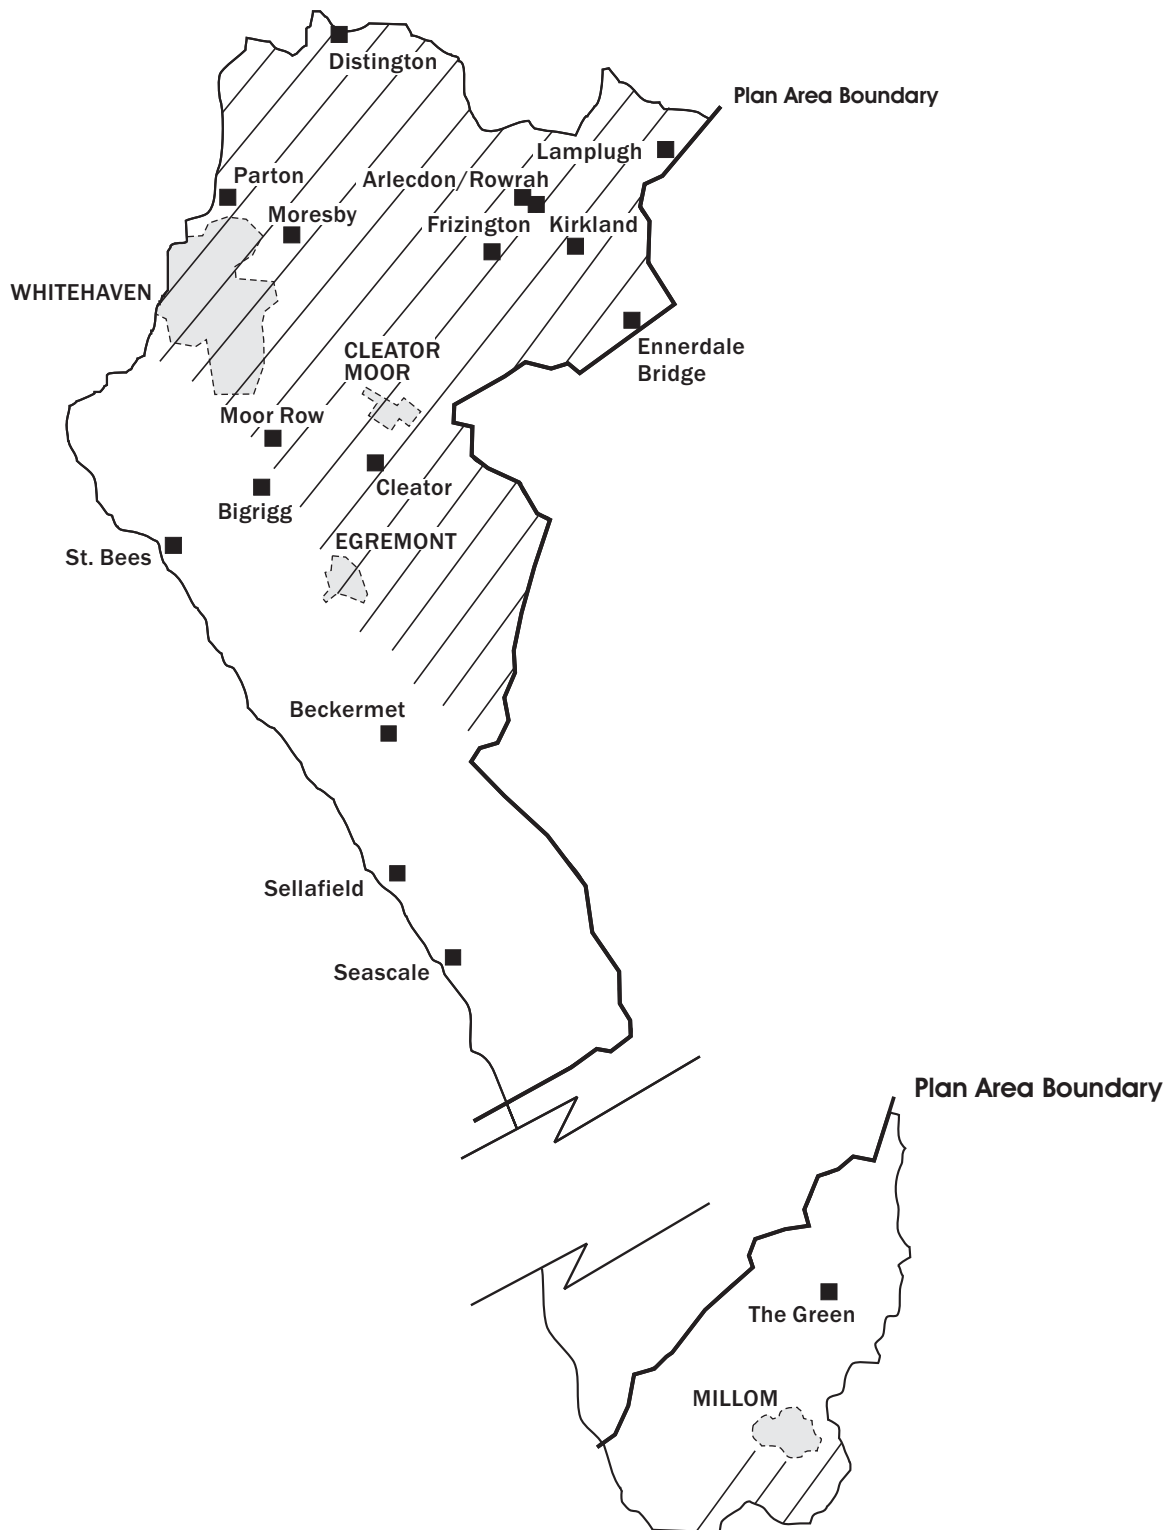 Distington
Plan Area Boundary
Lamplugh
Parton
Arlecdon/Rowrah
Moresby
Frizington
Kirkland
WHITEHAVEN
CLEATOR
MOOR
Ennerdale
Bridge
Moor Row
Cleator
Bigrigg
EGREMONT
St. Bees
Beckermet
Sellafield
Seascale
Plan Area Boundary
The Green
MILLOM